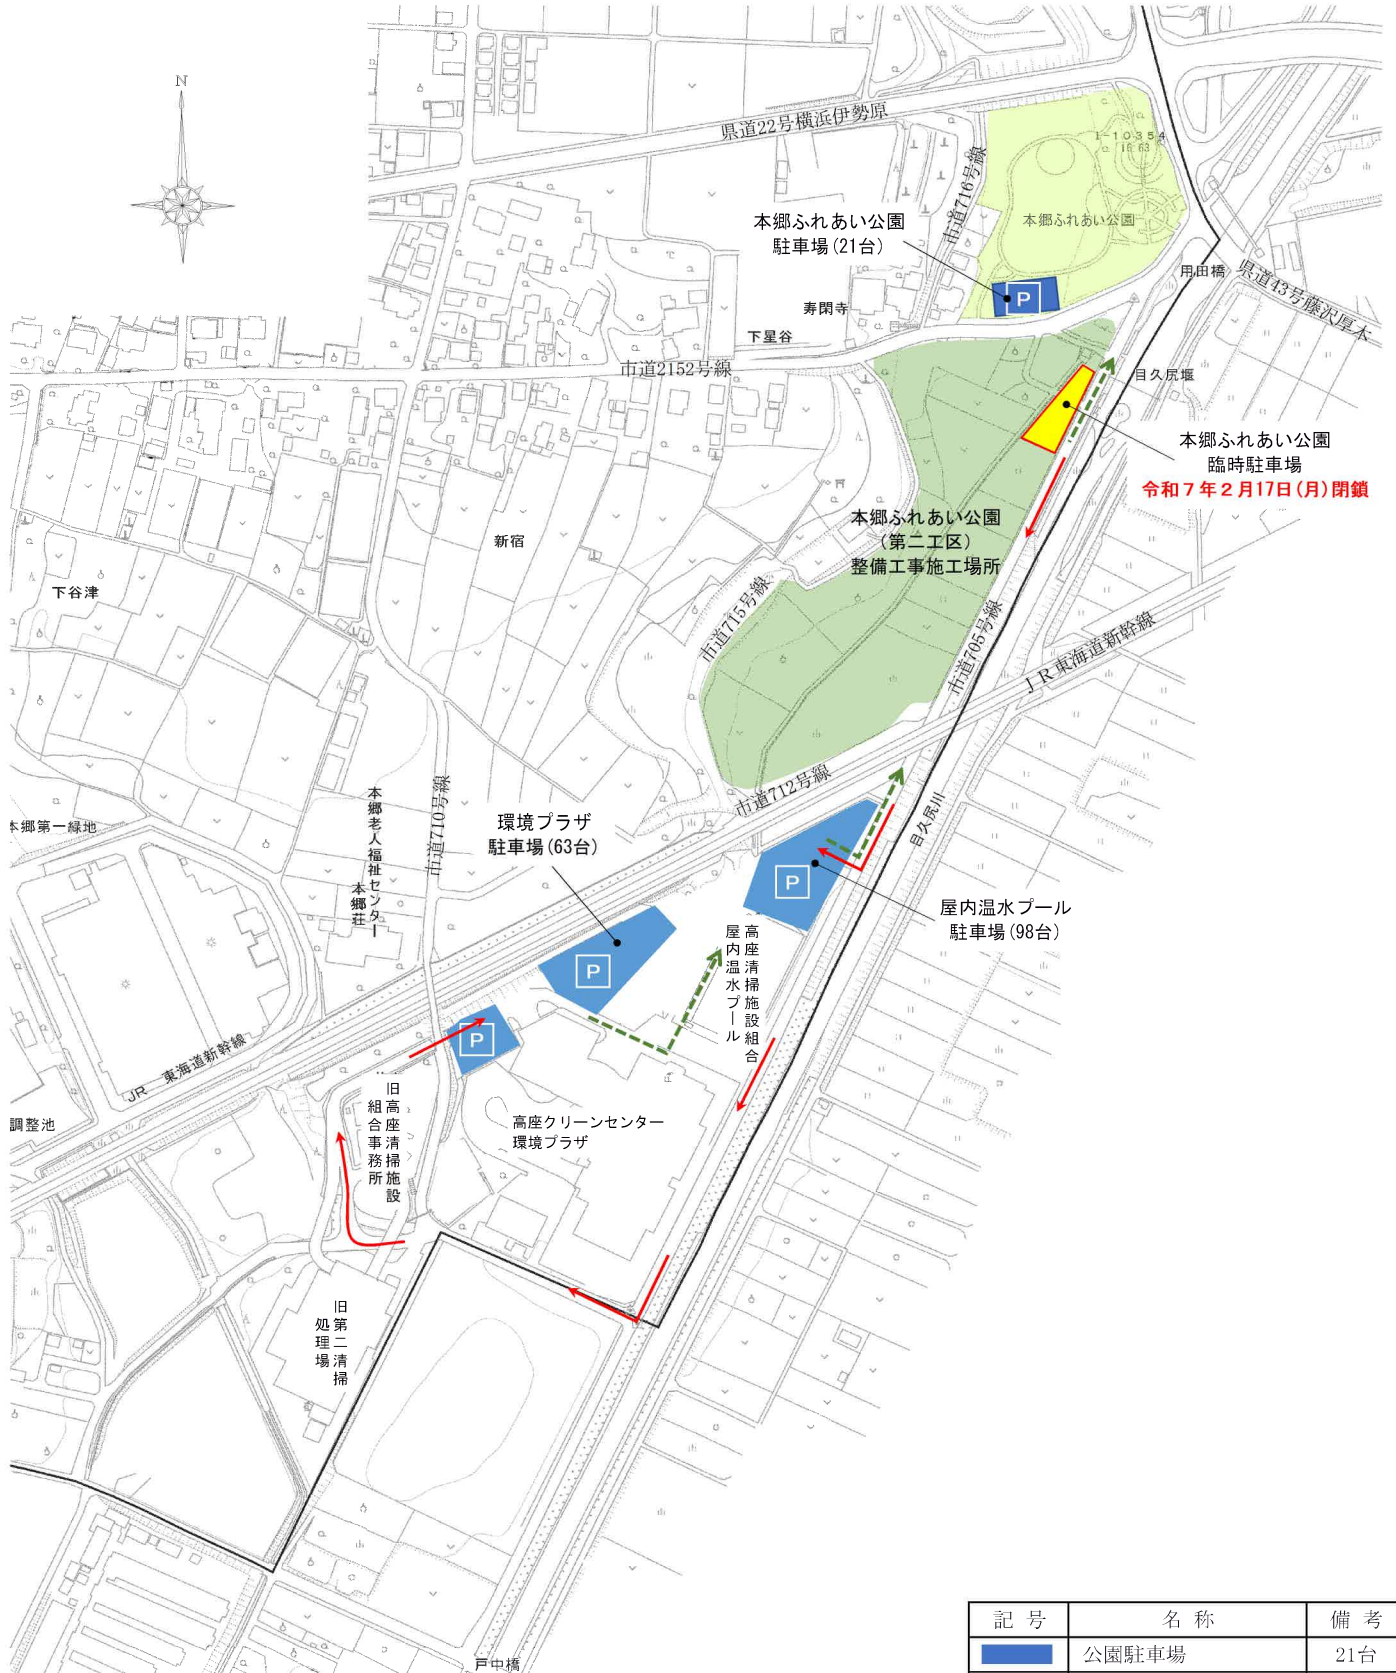 N
県道22号横浜伊勢原
1-10354
16.63
市道716号線
本郷ふれあい公園
本郷ふれあい公園
駐車場(21台)
P
用田橋
県道43号藤沢厚木
寿閑寺
下星谷
市道2152号線
目久尻堰
本郷ふれあい公園
臨時駐車場
令和7年2月17日(月)閉鎖
本郷ふれあい公園
(第二工区)
整備工事施工場所
新宿
下谷津
市道715号線
市道705号線
JR東海道新幹線
市道712号線
目久尻川
本郷第一緑地
本郷老人福祉センター
本郷荘
市道710号線
環境プラザ
駐車場(63台)
P
屋内温水プール
駐車場(98台)
P
高座清掃施設組合
屋内温水プール
P
JR 東海道新幹線
調整池
旧高座清掃施設
組合事務所
高座クリーンセンター
環境プラザ
旧第二清掃
処理場
戸中橋
記号 名称 備考
公園駐車場 21台